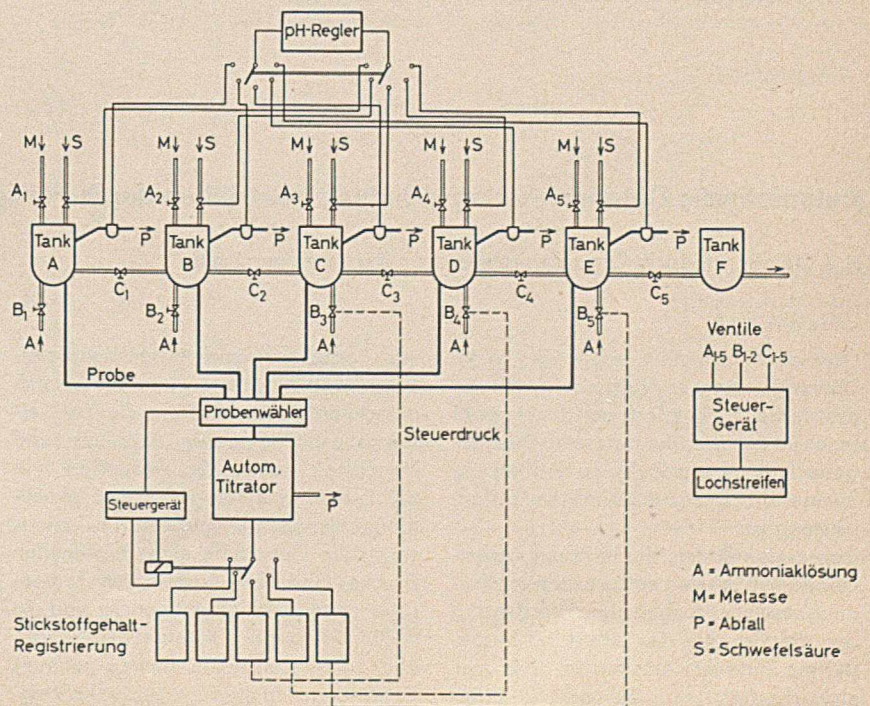 pH-Regler
M S M S M S M S M S
A1 A2 A3 A4 A5
P P P P P
Tank A
Tank B
Tank C
Tank D
Tank E
Tank F
C1 C2 C3 C4 C5
B1 B2 B3 B4 B5
A A A A A
Ventile
A1-5 B1-2 C1-5
Probe
Probenwähler
Steuerdruck
Steuer-
Gerät
Autom.
Titrator
Lochstreifen
Steuergerät
P
A = Ammoniaklösung
M = Melasse
P = Abfall
S = Schwefelsäure
Stickstoffgehalt-
Registrierung